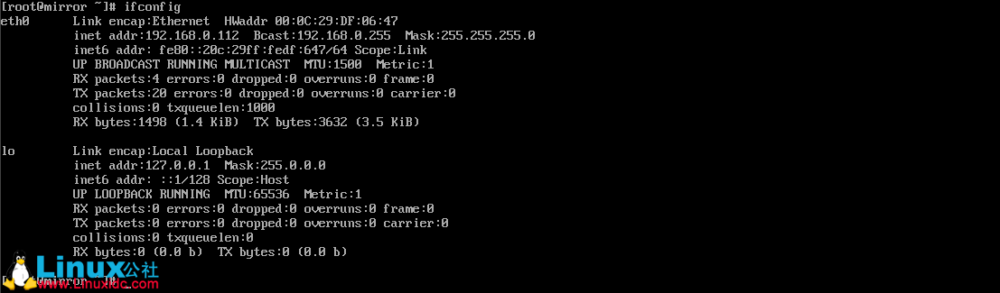 [root@mirror ~]# ifconfig
eth0      Link encap:Ethernet  HWaddr 00:0C:29:DF:06:47
          inet addr:192.168.0.112  Bcast:192.168.0.255  Mask:255.255.255.0
          inet6 addr: fe80::20c:29ff:fedf:647/64 Scope:Link
          UP BROADCAST RUNNING MULTICAST  MTU:1500  Metric:1
          RX packets:4 errors:0 dropped:0 overruns:0 frame:0
          TX packets:20 errors:0 dropped:0 overruns:0 carrier:0
          collisions:0 txqueuelen:1000
          RX bytes:1498 (1.4 KiB)  TX bytes:3632 (3.5 KiB)
lo        Link encap:Local Loopback
          inet addr:127.0.0.1  Mask:255.0.0.0
          inet6 addr: ::1/128 Scope:Host
          UP LOOPBACK RUNNING  MTU:65536  Metric:1
          RX packets:0 errors:0 dropped:0 overruns:0 frame:0
          TX packets:0 errors:0 dropped:0 overruns:0 carrier:0
          collisions:0 txqueuelen:0
          RX bytes:0 (0.0 b)  TX bytes:0 (0.0 b)
Linux公社
[root@mirror ~]# _
www.Linuxidc.com